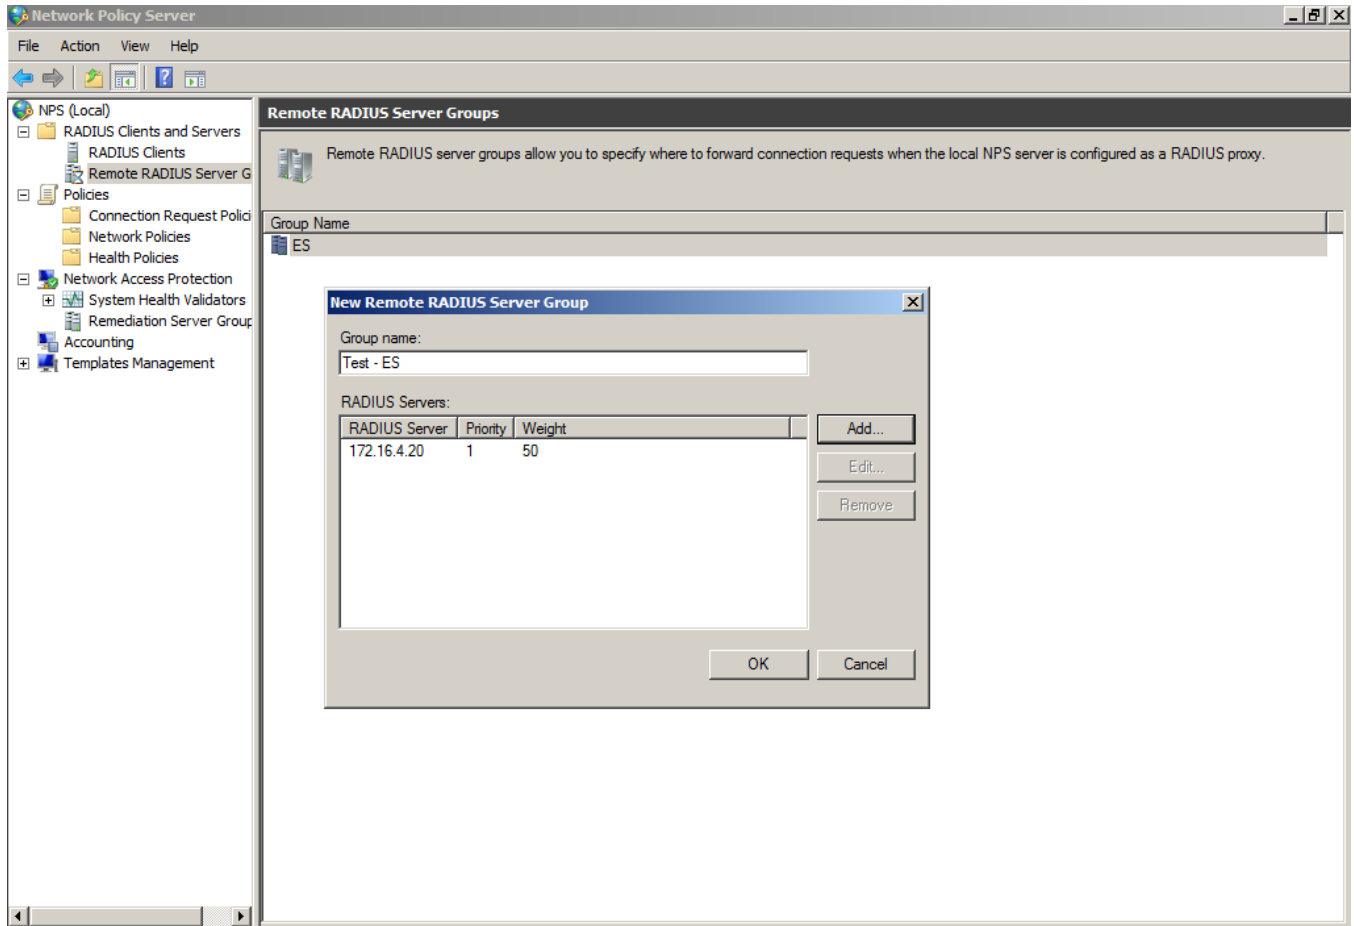 Network Policy Server
File Action View Help
NPS (Local)
RADIUS Clients and Servers
RADIUS Clients
Remote RADIUS Server G
Policies
Connection Request Polici
Network Policies
Health Policies
Network Access Protection
System Health Validators
Remediation Server Group
Accounting
Templates Management
Remote RADIUS Server Groups
Remote RADIUS server groups allow you to specify where to forward connection requests when the local NPS server is configured as a RADIUS proxy.
Group Name
ES
New Remote RADIUS Server Group
Group name:
Test - ES
RADIUS Servers:
RADIUS Server Priority Weight
172.16.4.20 1 50
Add...
Edit...
Remove
OK Cancel